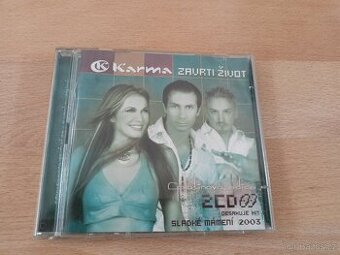 Karma ZAVRTI ŽIVOT
2CD
OBSAHUJE HIT
SLADKÉ MÁMENÍ 2003